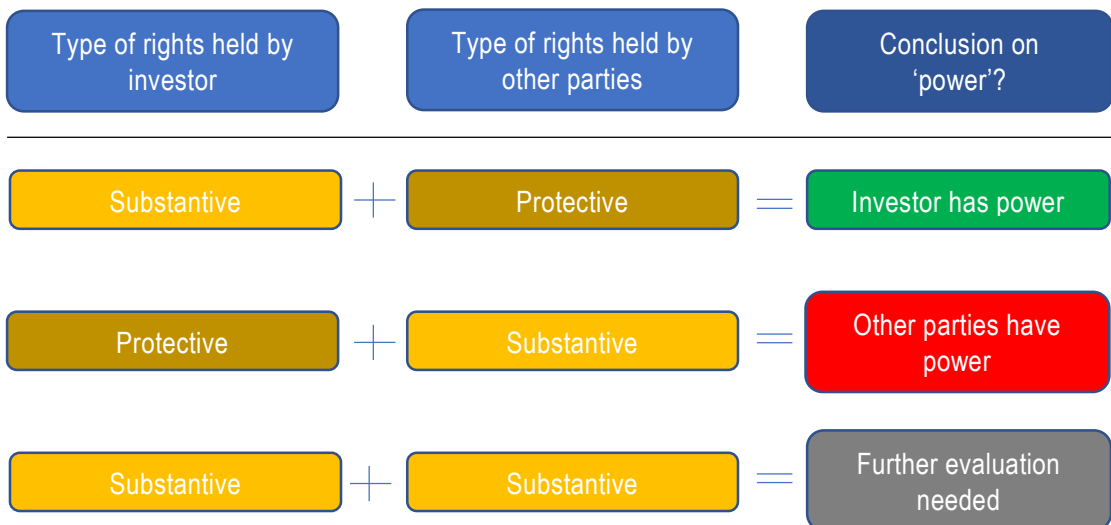 Type of rights held by
investor
Type of rights held by
other parties
Conclusion on
‘power’?
Substantive
Protective
Investor has power
Protective
Substantive
Other parties have
power
Substantive
Substantive
Further evaluation
needed